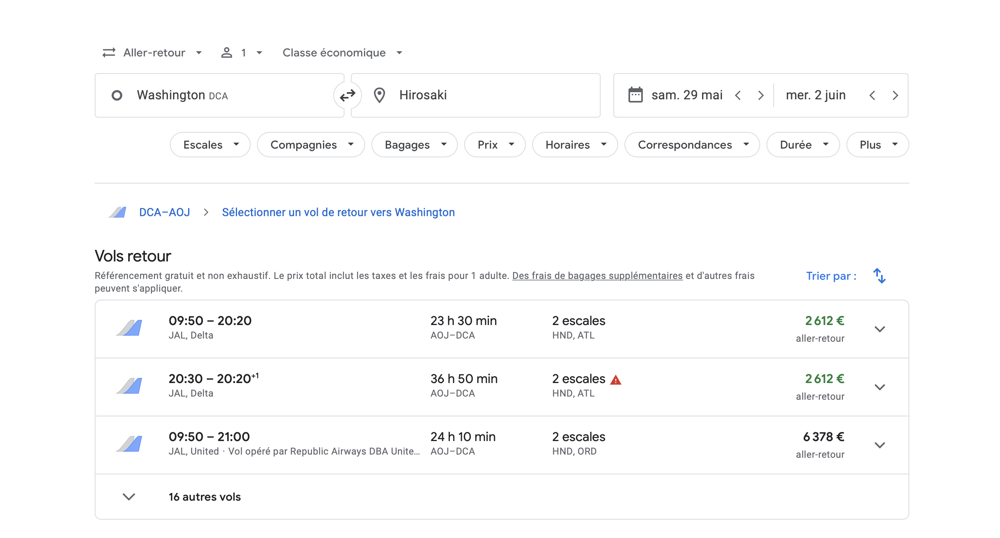 Aller-retour 1 Classe économique
Washington DCA Hirosaki sam. 29 mai mer. 2 juin
Escales Compagnies Bagages Prix Horaires Correspondances Durée Plus
DCA–AOJ Sélectionner un vol de retour vers Washington
Vols retour
Référencement gratuit et non exhaustif. Le prix total inclut les taxes et les frais pour 1 adulte. Des frais de bagages supplémentaires et d'autres frais
peuvent s'appliquer.
Trier par :
09:50 – 20:20 23 h 30 min 2 escales 2 612 €
JAL, Delta AOJ–DCA HND, ATL aller-retour
20:30 – 20:20+1 36 h 50 min 2 escales 2 612 €
JAL, Delta AOJ–DCA HND, ATL aller-retour
09:50 – 21:00 24 h 10 min 2 escales 6 378 €
JAL, United · Vol opéré par Republic Airways DBA Unite... AOJ–DCA HND, ORD aller-retour
16 autres vols